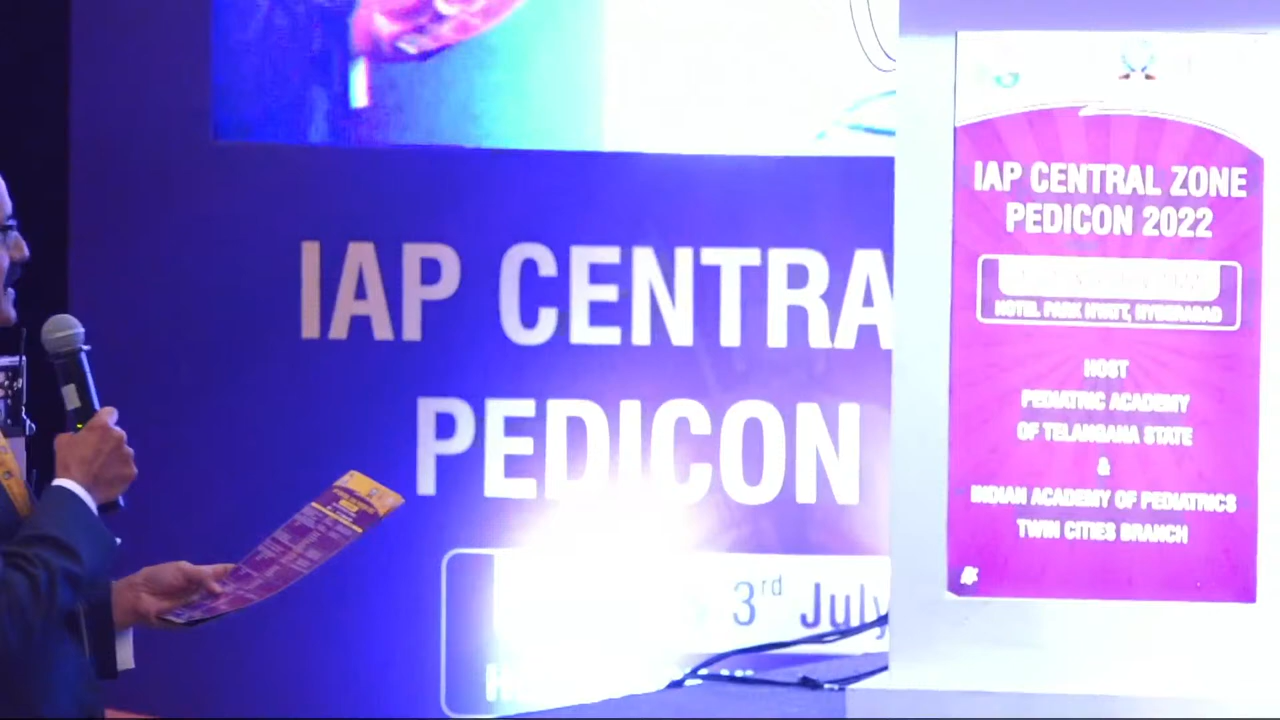 IAP CENTRA
PEDICON
3rd July
IAP CENTRAL ZONE
PEDICON 2022
HOTEL PARK HYATT, HYDERABAD
HOST
PEDIATRIC ACADEMY
OF TELANGANA STATE
&
INDIAN ACADEMY OF PEDIATRICS
TWIN CITIES BRANCH